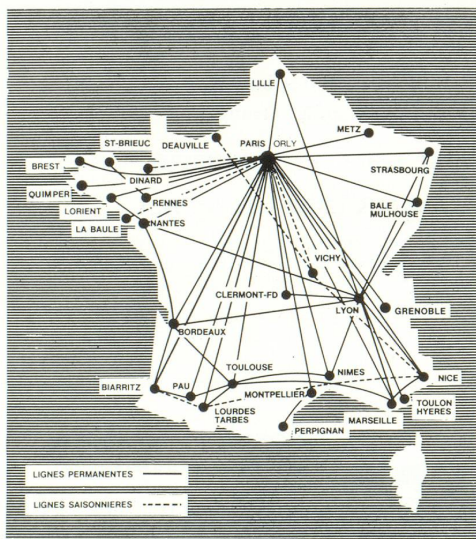 LILLE
METZ
ST-BRIEUC
DEAUVILLE
PARIS ORLY
BREST
STRASBOURG
DINARD
QUIMPER
RENNES
BALE
MULHOUSE
LORIENT
LA BAULE
NANTES
VICHY
CLERMONT-FD
LYON
GRENOBLE
BORDEAUX
TOULOUSE
NIMES
NICE
BIARRITZ
PAU
MONTPELLIER
LOURDES
TARBES
TOULON
HYERES
MARSEILLE
PERPIGNAN
LIGNES PERMANENTES
LIGNES SAISONNIERES